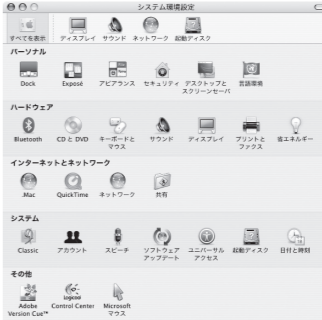 システム環境設定
すべてを表示 ディスプレイ サウンド ネットワーク 起動ディスク
パーソナル
Dock Exposé アピアランス セキュリティ デスクトップと スクリーンセーバ 言語環境
ハードウェア
Bluetooth CD と DVD キーボードと マウス サウンド ディスプレイ プリントと ファクス 省エネルギー
インターネットとネットワーク
.Mac QuickTime ネットワーク 共有
システム
Classic アカウント スピーチ ソフトウェア アップデート ユニバーサル アクセス 起動ディスク 日付と時刻
その他
Adobe Version Cue™ Logicool Control Center Microsoft マウス